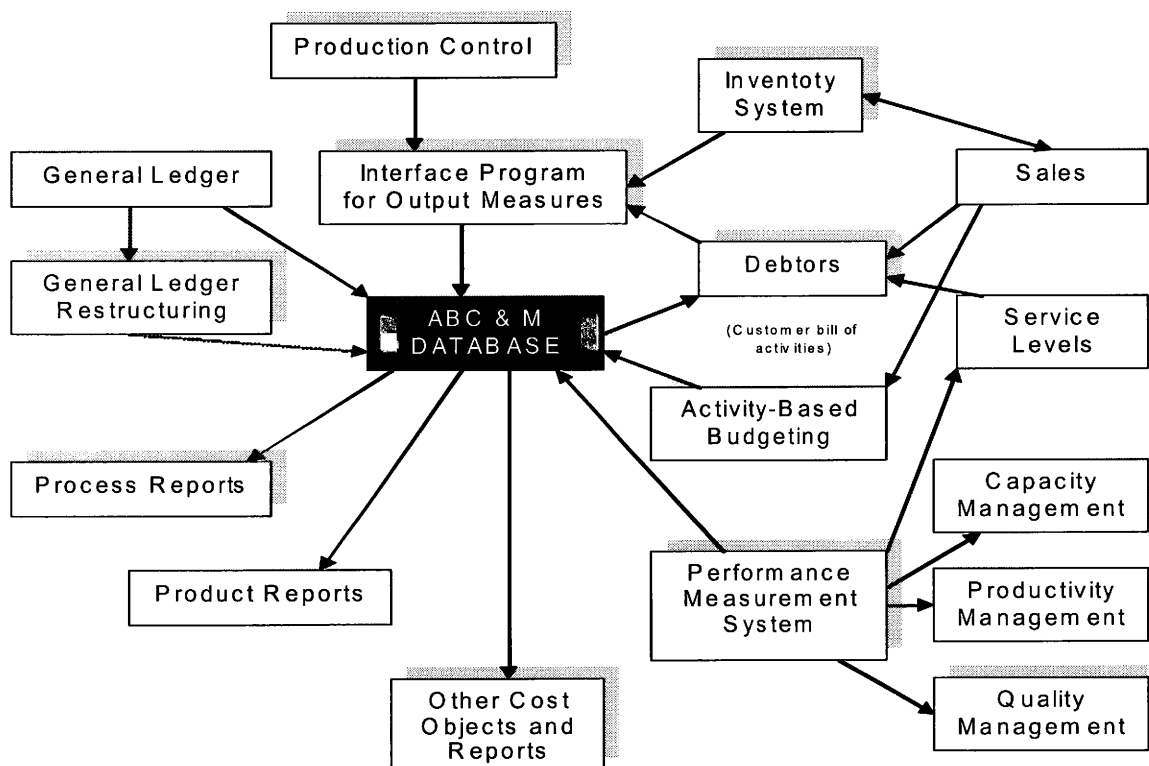 Production Control
Inventoty
System
General Ledger
Interface Program
for Output Measures
Sales
General Ledger
Restructuring
Debtors
ABC & M
DATABASE
(Customer bill of
activities)
Service
Levels
Activity-Based
Budgeting
Process Reports
Capacity
Management
Product Reports
Performance
Measurement
System
Productivity
Management
Other Cost
Objects and
Reports
Quality
Management